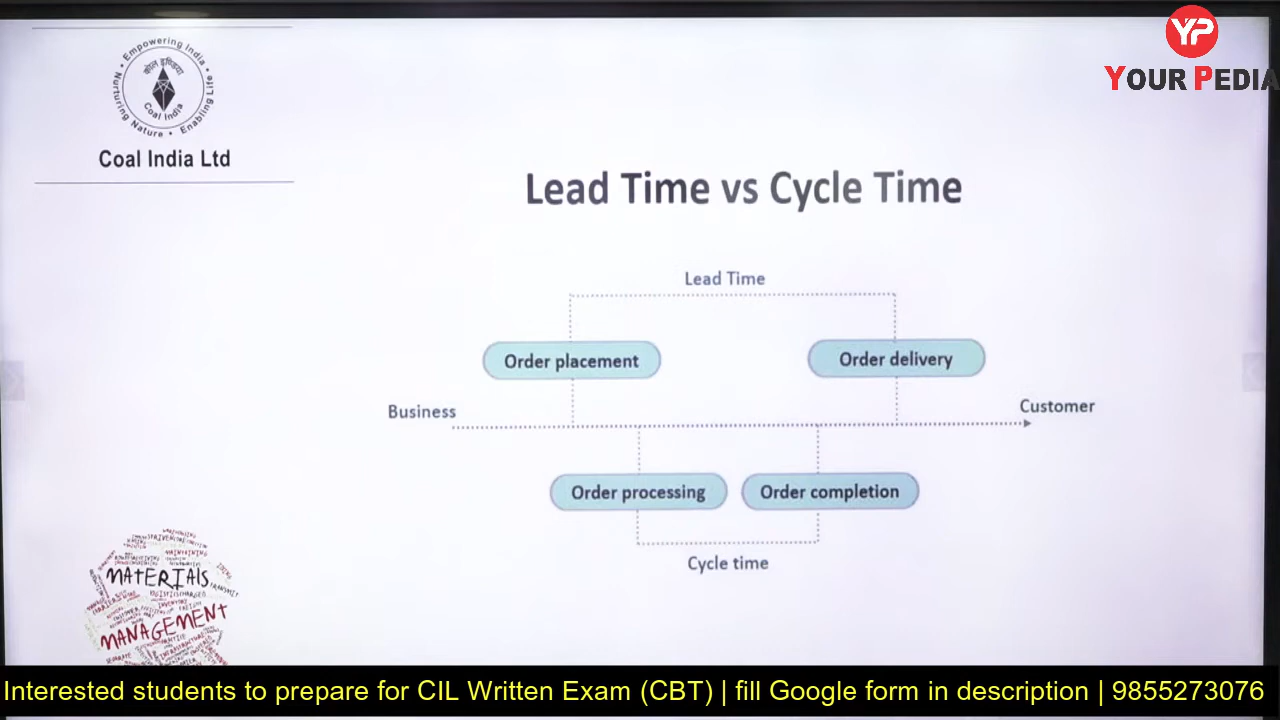 YP
YOUR PEDIA
Empowering India • Enabling Life • Nurturing Nature •
कोल इण्डिया
Coal India
Coal India Ltd
Lead Time vs Cycle Time
Lead Time
Order placement
Order delivery
Business
Customer
Order processing
Order completion
Cycle time
MATERIALS
MANAGEMENT
Interested students to prepare for CIL Written Exam (CBT) | fill Google form in description | 9855273076